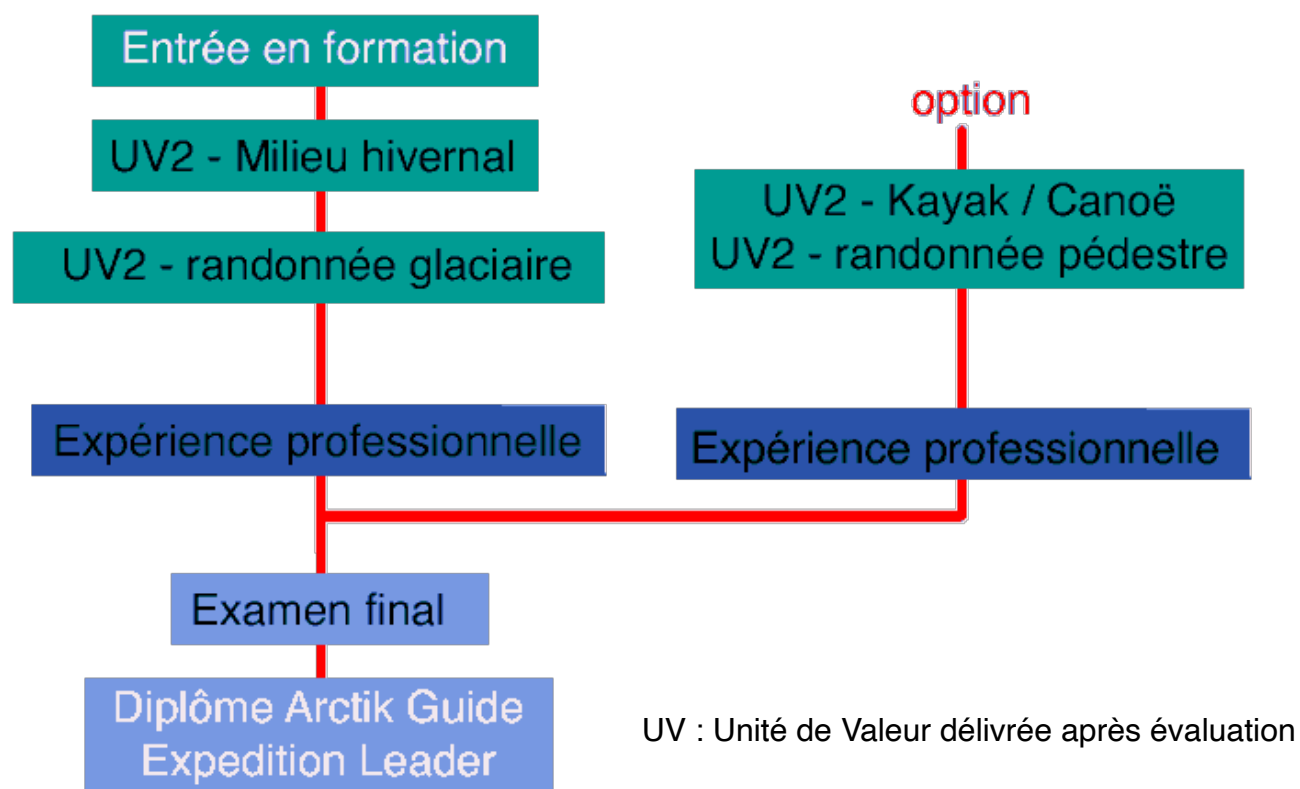 Entrée en formation
UV2 - Milieu hivernal
UV2 - randonnée glaciaire
Expérience professionnelle
option
UV2 - Kayak / Canoë
UV2 - randonnée pédestre
Expérience professionnelle
Examen final
Diplôme Arctik Guide
Expedition Leader
UV : Unité de Valeur délivrée après évaluation